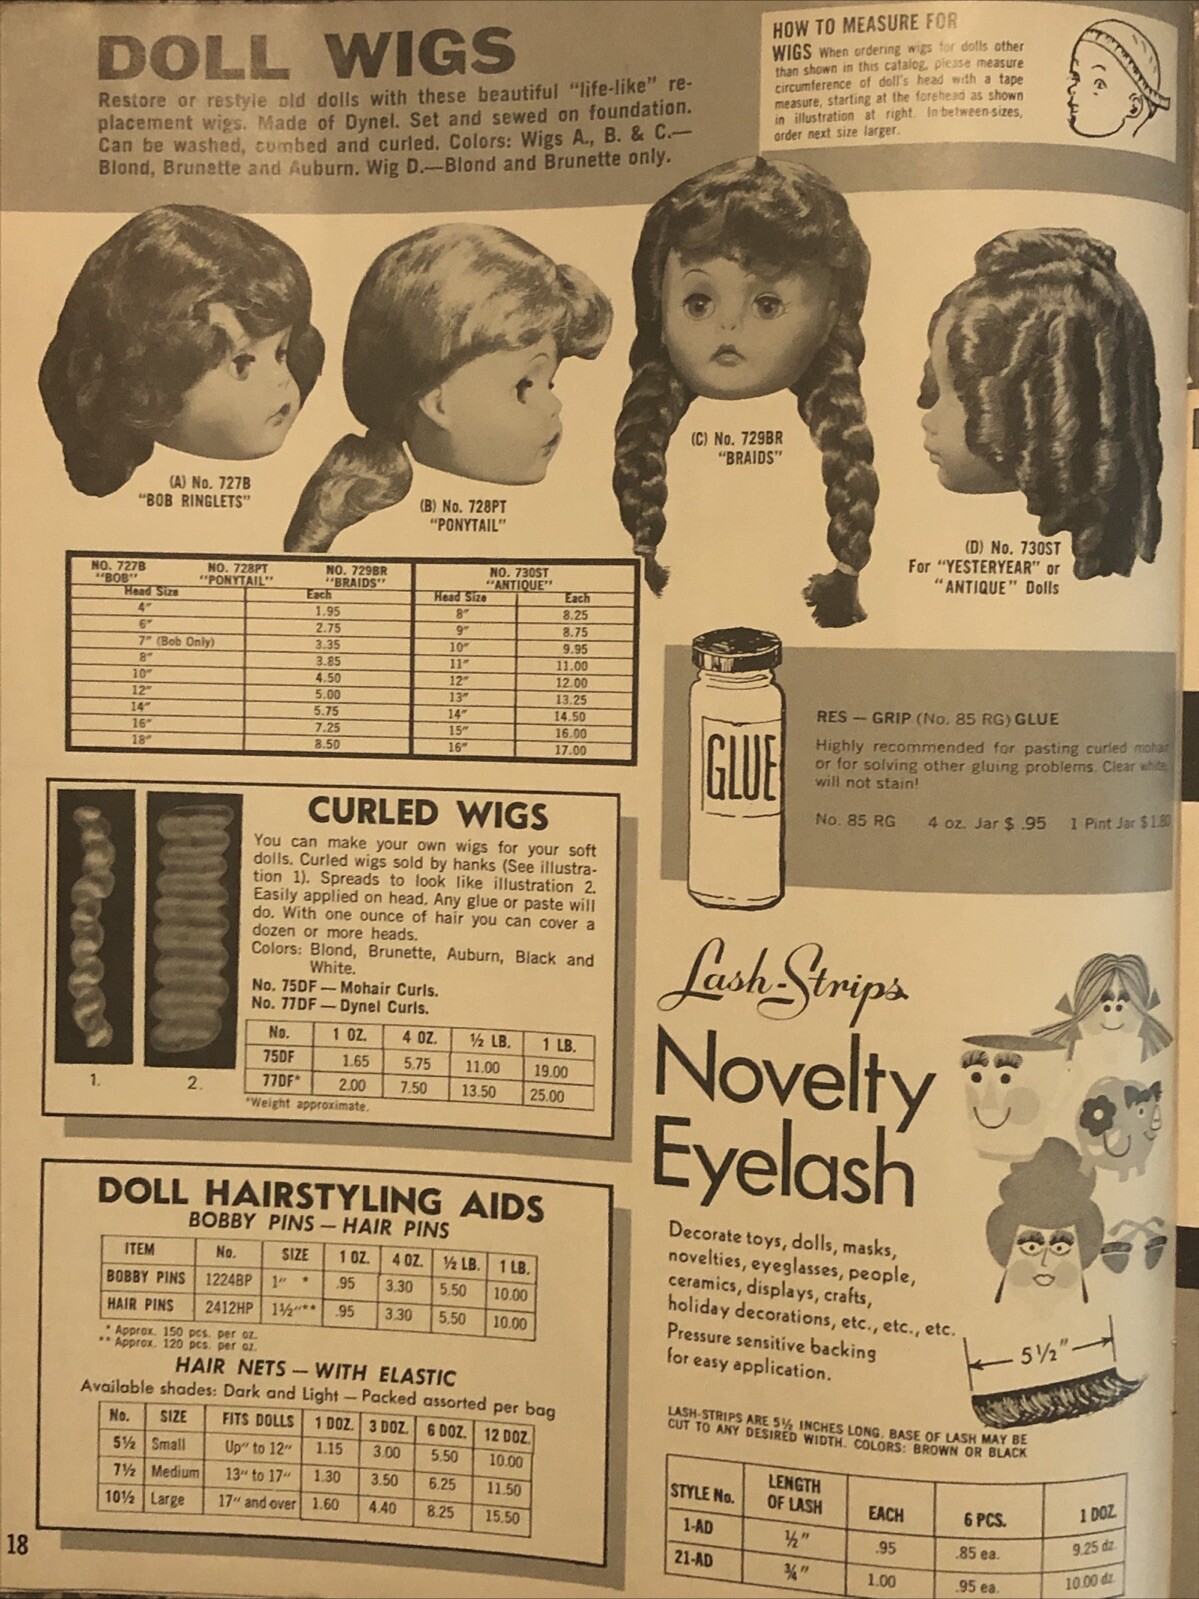 DOLL WIGS
Restore or restyle old dolls with these beautiful "life-like" re-
placement wigs. Made of Dynel. Set and sewed on foundation.
Can be washed, combed and curled. Colors: Wigs A., B. & C.—
Blond, Brunette and Auburn. Wig D.—Blond and Brunette only.
HOW TO MEASURE FOR
WIGS When ordering wigs for dolls other
than shown in this catalog, please measure
circumference of doll's head with a tape
measure, starting at the forehead as shown
in illustration at right. In-between-sizes,
order next size larger.
(A) No. 727B
"BOB RINGLETS"
(B) No. 728PT
"PONYTAIL"
(C) No. 729BR
"BRAIDS"
(D) No. 730ST
For "YESTERYEAR" or
"ANTIQUE" Dolls
NO. 727B NO. 728PT NO. 729BR NO. 730ST
"BOB" "PONYTAIL" "BRAIDS" "ANTIQUE"
Head Size Each Head Size Each
4" 1.95 8" 8.25
6" 2.75 9" 8.75
7" (Bob Only) 3.35 10" 9.95
8" 3.85 11" 11.00
10" 4.50 12" 12.00
12" 5.00 13" 13.25
14" 5.75 14" 14.50
16" 7.25 15" 16.00
18" 8.50 16" 17.00
GLUE
RES — GRIP (No. 85 RG) GLUE
Highly recommended for pasting curled mohair
or for solving other gluing problems. Clear white,
will not stain!
No. 85 RG 4 oz. Jar $ .95 1 Pint Jar $1.80
CURLED WIGS
You can make your own wigs for your soft
dolls. Curled wigs sold by hanks (See illustra-
tion 1). Spreads to look like illustration 2.
Easily applied on head. Any glue or paste will
do. With one ounce of hair you can cover a
dozen or more heads.
Colors: Blond, Brunette, Auburn, Black and
White.
No. 75DF — Mohair Curls.
No. 77DF — Dynel Curls.
No. 1 OZ. 4 OZ. ½ LB. 1 LB.
75DF 1.65 5.75 11.00 19.00
77DF* 2.00 7.50 13.50 25.00
*Weight approximate.
1. 2.
DOLL HAIRSTYLING AIDS
BOBBY PINS — HAIR PINS
ITEM No. SIZE 1 OZ. 4 OZ. ½ LB. 1 LB.
BOBBY PINS 1224BP 1" * .95 3.30 5.50 10.00
HAIR PINS 2412HP 1½"** .95 3.30 5.50 10.00
* Approx. 150 pcs. per oz.
** Approx. 120 pcs. per oz.
HAIR NETS — WITH ELASTIC
Available shades: Dark and Light — Packed assorted per bag
No. SIZE FITS DOLLS 1 DOZ. 3 DOZ. 6 DOZ. 12 DOZ.
5½ Small Up" to 12" 1.15 3.00 5.50 10.00
7½ Medium 13" to 17" 1.30 3.50 6.25 11.50
10½ Large 17" and over 1.60 4.40 8.25 15.50
18
Lash-Strips
Novelty
Eyelash
Decorate toys, dolls, masks,
novelties, eyeglasses, people,
ceramics, displays, crafts,
holiday decorations, etc., etc., etc.
Pressure sensitive backing
for easy application.
5½"
LASH-STRIPS ARE 5½ INCHES LONG. BASE OF LASH MAY BE
CUT TO ANY DESIRED WIDTH. COLORS: BROWN OR BLACK
STYLE No. LENGTH OF LASH EACH 6 PCS. 1 DOZ.
1-AD ½" .95 .85 ea. 9.25 dz.
21-AD ¾" 1.00 .95 ea. 10.00 dz.